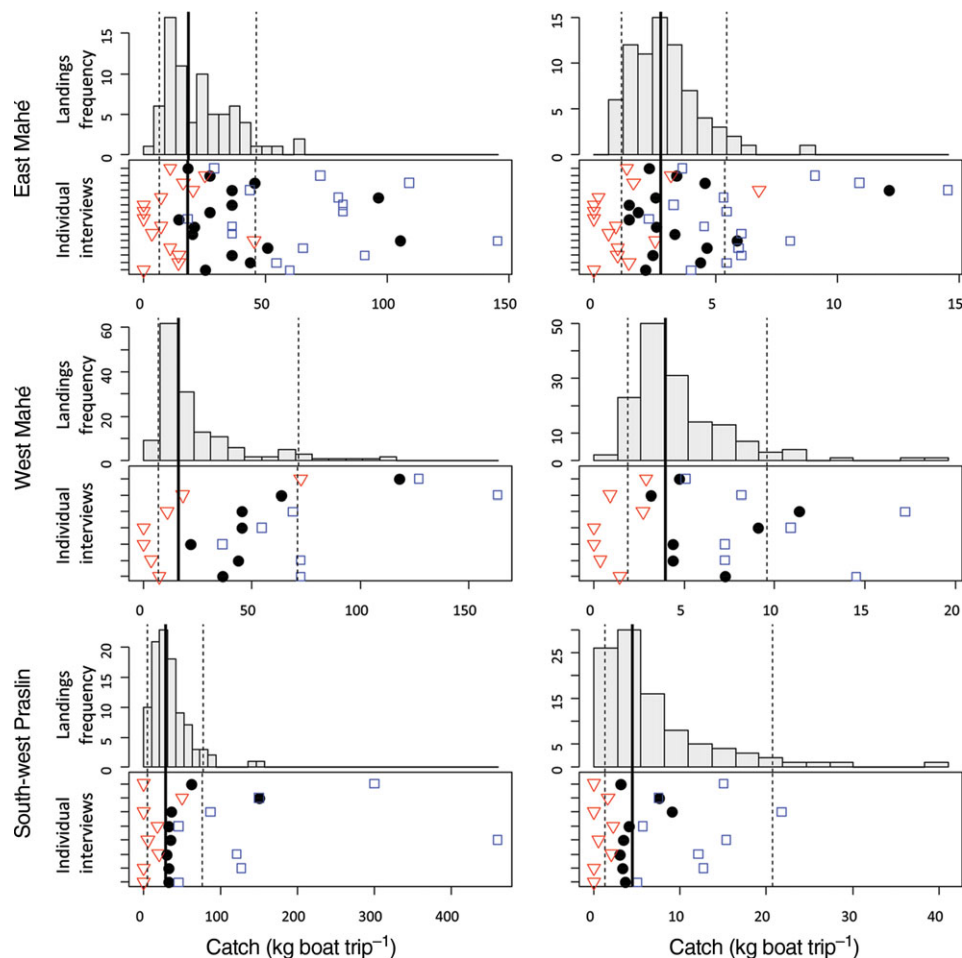 East Mahé
Landings
frequency
0 5 10 15
0 5 10 15
Individual
interviews
0 50 100 150
0 5 10 15
West Mahé
Landings
frequency
0 20 40 60
0 10 30 50
Individual
interviews
0 50 100 150
0 5 10 15 20
South-west Praslin
Landings
frequency
0 5 10 20
0 5 15 25
Individual
interviews
0 100 200 300 400
0 10 20 30 40
Catch (kg boat trip⁻¹)
Catch (kg boat trip⁻¹)